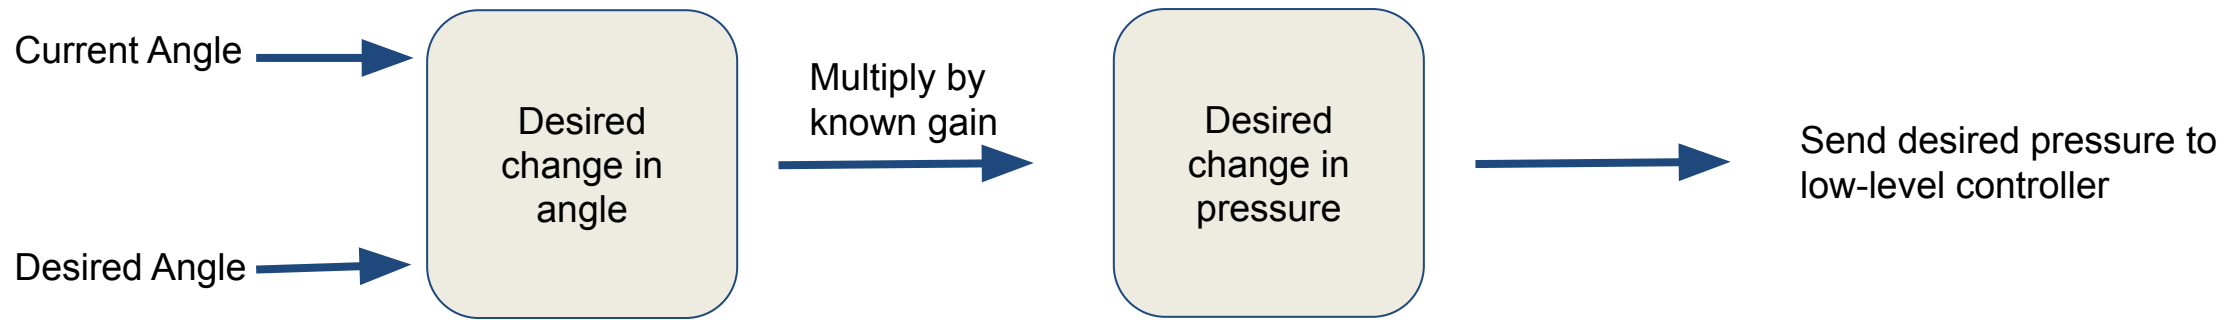 Current Angle
Desired Angle
Desired
change in
angle
Multiply by
known gain
Desired
change in
pressure
Send desired pressure to
low-level controller